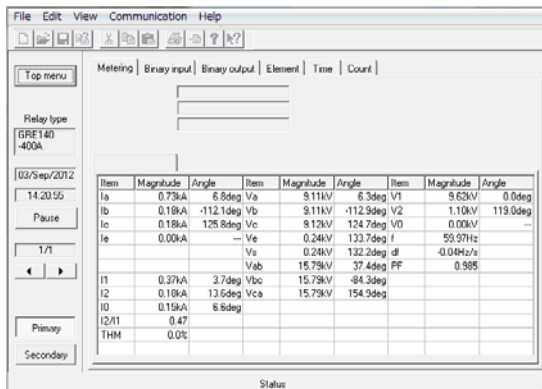 File Edit View Communication Help
Top menu
Metering Binary input Binary output Element Time Count
Relay type
GRE140
-400A
03/Sep/2012
14:20.55
Pause
1/1
Primary
Secondary
Item Magnitude Angle Item Magnitude Angle Item Magnitude Angle
Ia 0.73kA 6.8deg Va 9.11kV 6.3deg V1 9.62kV 0.0deg
Ib 0.18kA -112.1deg Vb 9.11kV -112.9deg V2 1.10kV 119.0deg
Ic 0.18kA 125.8deg Vc 9.12kV 124.7deg V0 0.00kV ---
Ie 0.00kA --- Ve 0.24kV 133.7deg f 59.97Hz
Vs 0.24kV 132.2deg df -0.04Hz/s
Vab 15.79kV 37.4deg PF 0.985
I1 0.37kA 3.7deg Vbc 15.79kV -84.3deg
I2 0.18kA 13.6deg Vca 15.79kV 154.9deg
I0 0.15kA 6.6deg
I2/I1 0.47
THM 0.0%
Status